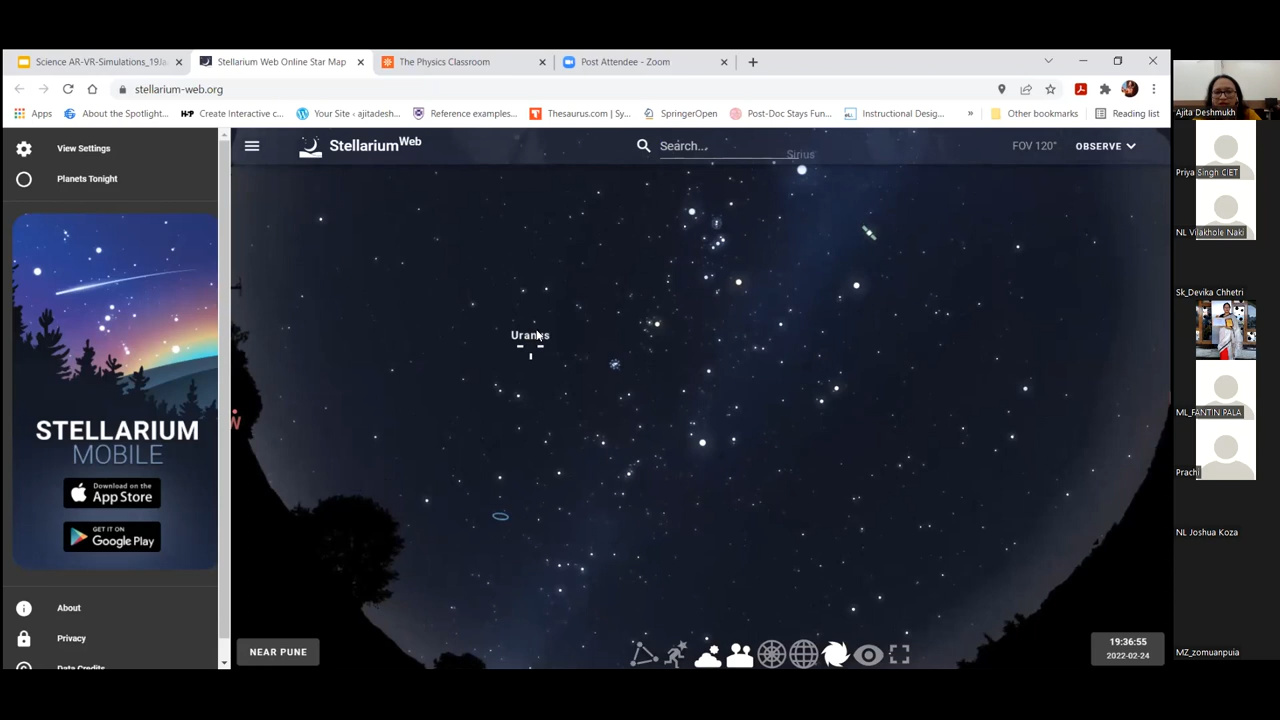 Science AR-VR-Simulations_19Ja
Stellarium Web Online Star Map
The Physics Classroom
Post Attendee - Zoom
stellarium-web.org
Apps
About the Spotlight...
Create Interactive c...
Your Site ‹ ajitadesh...
Reference examples...
Thesaurus.com | Sy...
SpringerOpen
Post-Doc Stays Fun...
Instructional Desig...
»
Other bookmarks
Reading list
View Settings
Planets Tonight
STELLARIUM
MOBILE
Download on the
App Store
GET IT ON
Google Play
About
Privacy
Data Credits
StellariumWeb
Search...
FOV 120°
OBSERVE
Sirius
Uranus
W
NEAR PUNE
19:36:55
2022-02-24
Ajita Deshmukh
Priya Singh CIET
NL Vilakhole Naki
Sk_Devika Chhetri
ML_FANTIN PALA
Prachi
NL Joshua Koza
MZ_zomuanpuia